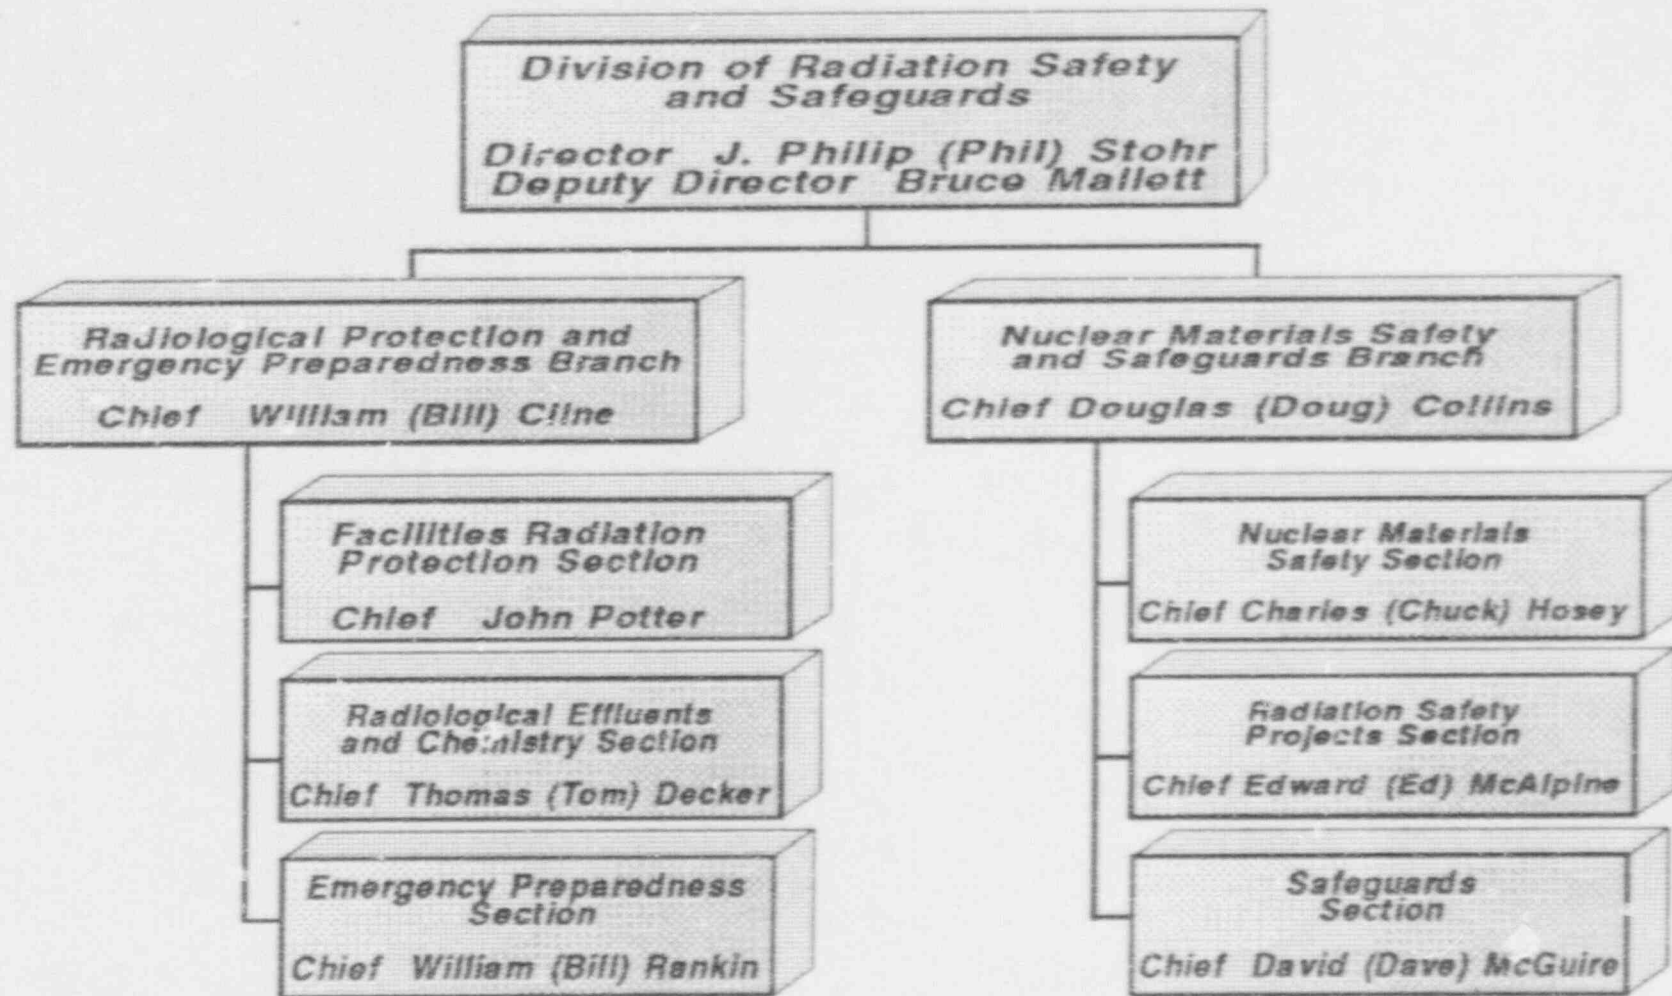 Division of Radiation Safety
and Safeguards
Director J. Philip (Phil) Stohr
Deputy Director Bruce Mallett
Radiological Protection and
Emergency Preparedness Branch
Chief William (Bill) Cline
Facilities Radiation
Protection Section
Chief John Potter
Radiological Effluents
and Chemistry Section
Chief Thomas (Tom) Decker
Emergency Preparedness
Section
Chief William (Bill) Rankin
Nuclear Materials Safety
and Safeguards Branch
Chief Douglas (Doug) Collins
Nuclear Materials
Safety Section
Chief Charles (Chuck) Hosey
Radiation Safety
Projects Section
Chief Edward (Ed) McAlpine
Safeguards
Section
Chief David (Dave) McGuire